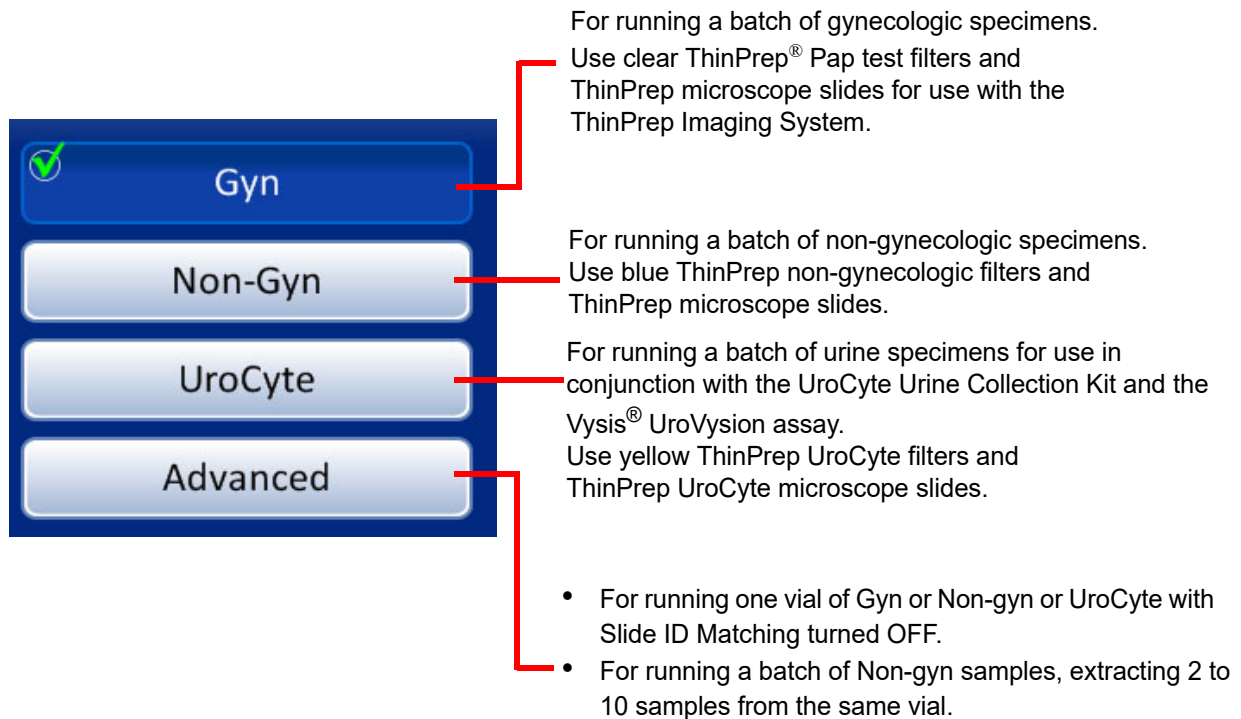 For running a batch of gynecologic specimens.
Use clear ThinPrep® Pap test filters and
ThinPrep microscope slides for use with the
ThinPrep Imaging System.
Gyn
Non-Gyn
For running a batch of non-gynecologic specimens.
Use blue ThinPrep non-gynecologic filters and
ThinPrep microscope slides.
UroCyte
For running a batch of urine specimens for use in
conjunction with the UroCyte Urine Collection Kit and the
Vysis® UroVysion assay.
Use yellow ThinPrep UroCyte filters and
ThinPrep UroCyte microscope slides.
Advanced
• For running one vial of Gyn or Non-gyn or UroCyte with
Slide ID Matching turned OFF.
• For running a batch of Non-gyn samples, extracting 2 to
10 samples from the same vial.